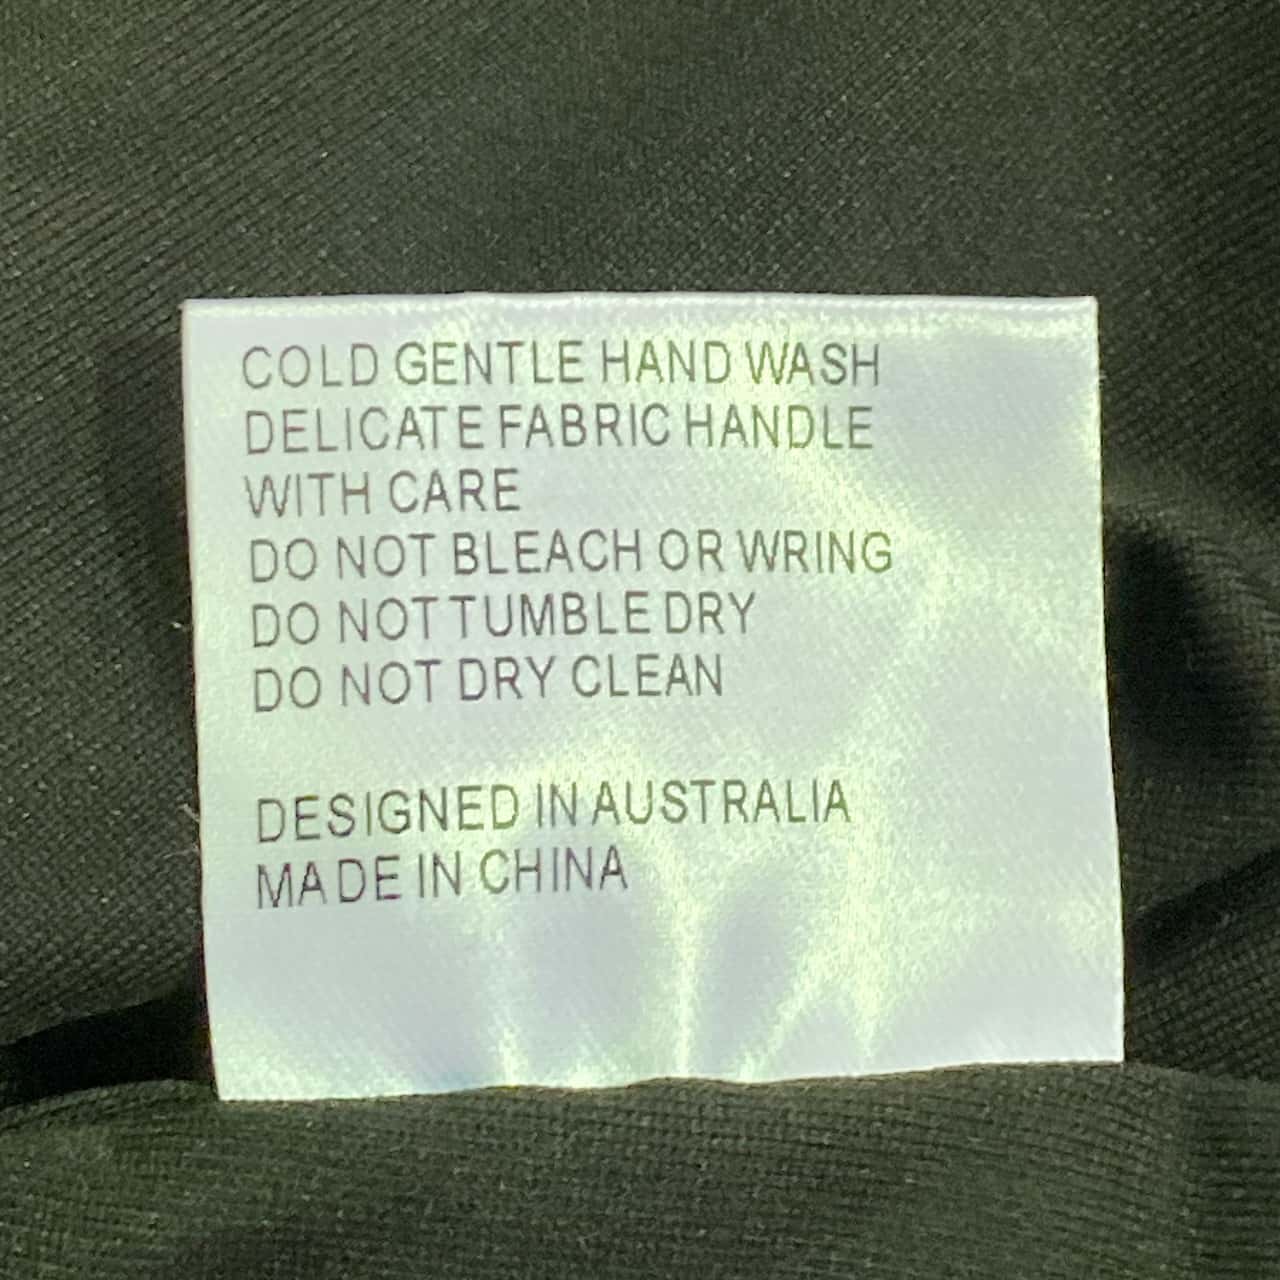 COLD GENTLE HAND WASH
DELICATE FABRIC HANDLE
WITH CARE
DO NOT BLEACH OR WRING
DO NOT TUMBLE DRY
DO NOT DRY CLEAN
DESIGNED IN AUSTRALIA
MADE IN CHINA